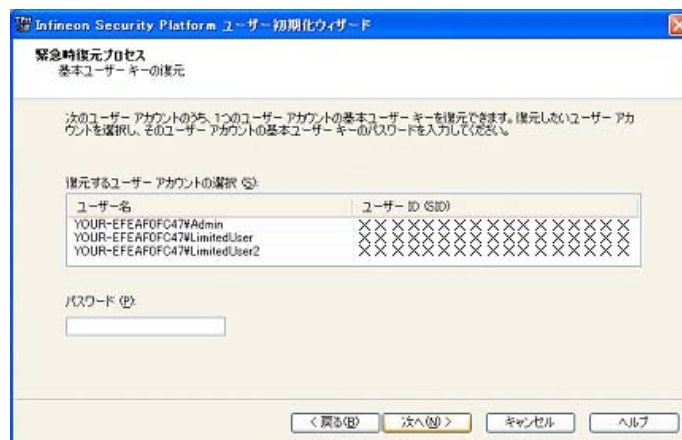 Infineon Security Platform ユーザー初期化ウィザード
緊急時復元プロセス
基本ユーザー キーの復元
次のユーザー アカウントのうち、1つのユーザー アカウントの基本ユーザー キーを復元できます。復元したいユーザー アカ
ウントを選択し、そのユーザー アカウントの基本ユーザー キーのパスワードを入力してください。
復元するユーザー アカウントの選択 (S):
ユーザー名 ユーザー ID (SID)
YOUR-EFEAF0FC47¥Admin XXXXXXXXXXXXXXXXXX
YOUR-EFEAF0FC47¥LimitedUser XXXXXXXXXXXXXXXXXX
YOUR-EFEAF0FC47¥LimitedUser2 XXXXXXXXXXXXXXXXXX
パスワード (P):
< 戻る(B) 次へ(N) > キャンセル ヘルプ